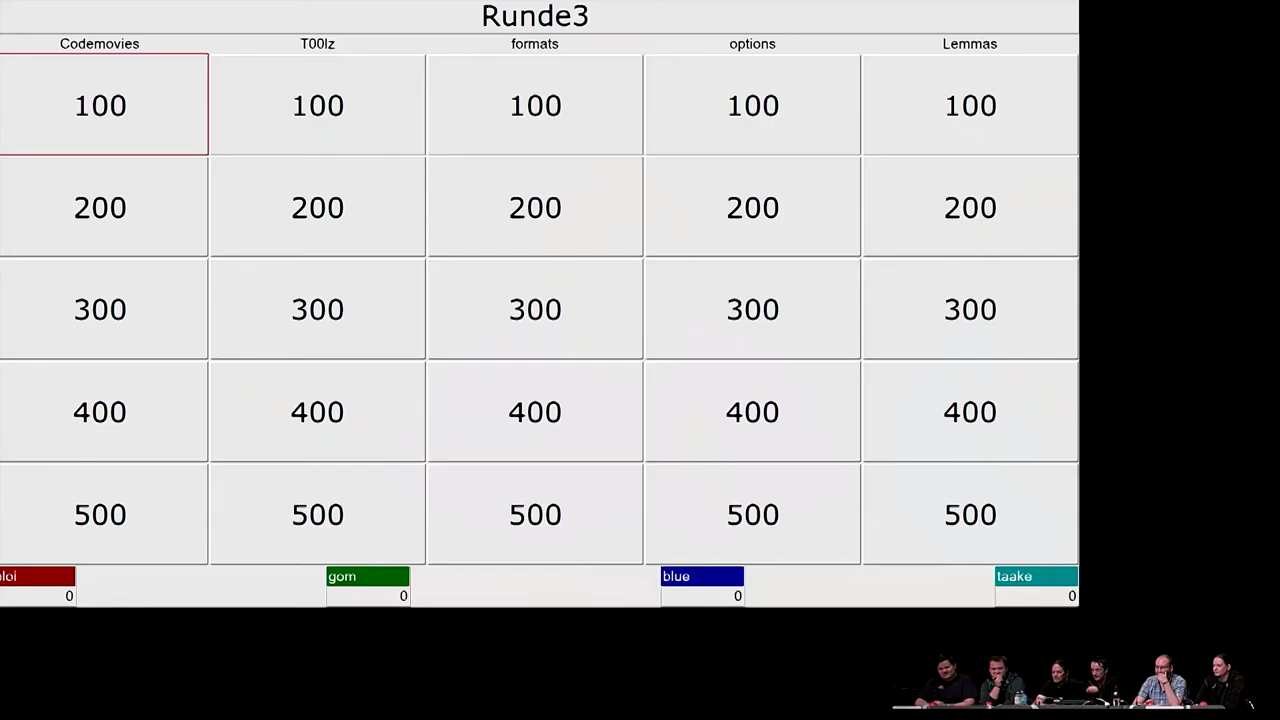 Runde3
Codemovies T00lz formats options Lemmas
100 100 100 100 100
200 200 200 200 200
300 300 300 300 300
400 400 400 400 400
500 500 500 500 500
gom blue taake
0 0 0 0